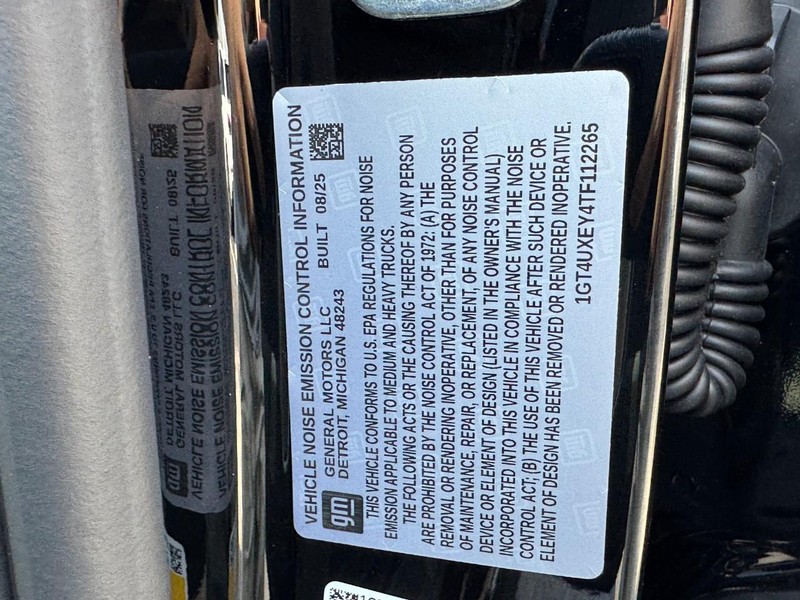 VEHICLE NOISE EMISSION CONTROL INFORMATION
gm
GENERAL MOTORS LLC
DETROIT, MICHIGAN 48243
BUILT 08/25
THIS VEHICLE CONFORMS TO U.S. EPA REGULATIONS FOR NOISE
EMISSION APPLICABLE TO MEDIUM AND HEAVY TRUCKS.
THE FOLLOWING ACTS OR THE CAUSING THEREOF BY ANY PERSON
ARE PROHIBITED BY THE NOISE CONTROL ACT OF 1972: (A) THE
REMOVAL OR RENDERING INOPERATIVE, OTHER THAN FOR PURPOSES
OF MAINTENANCE, REPAIR, OR REPLACEMENT, OF ANY NOISE CONTROL
DEVICE OR ELEMENT OF DESIGN (LISTED IN THE OWNER'S MANUAL)
INCORPORATED INTO THIS VEHICLE IN COMPLIANCE WITH THE NOISE
CONTROL ACT; (B) THE USE OF THIS VEHICLE AFTER SUCH DEVICE OR
ELEMENT OF DESIGN HAS BEEN REMOVED OR RENDERED INOPERATIVE.
1GT4UXEY4TF112265